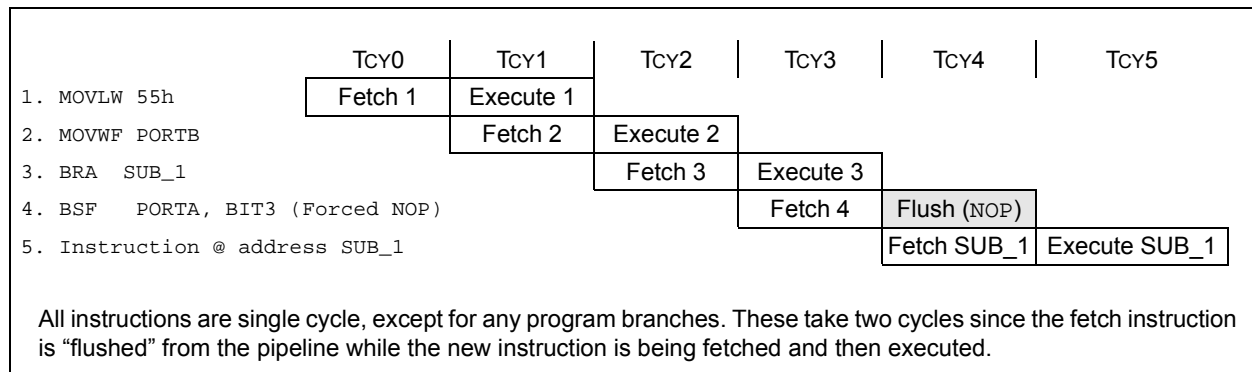 TCY0 TCY1 TCY2 TCY3 TCY4 TCY5
1. MOVLW 55h Fetch 1 Execute 1
2. MOVWF PORTB Fetch 2 Execute 2
3. BRA SUB_1 Fetch 3 Execute 3
4. BSF PORTA, BIT3 (Forced NOP) Fetch 4 Flush (NOP)
5. Instruction @ address SUB_1 Fetch SUB_1 Execute SUB_1
All instructions are single cycle, except for any program branches. These take two cycles since the fetch instruction
is “flushed” from the pipeline while the new instruction is being fetched and then executed.